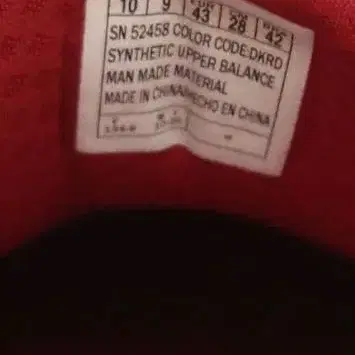 10 9 43 28 42
SN 52458 COLOR CODE:DKRD
SYNTHETIC UPPER BALANCE
MAN MADE MATERIAL
MADE IN CHINA/HECHO EN CHINA